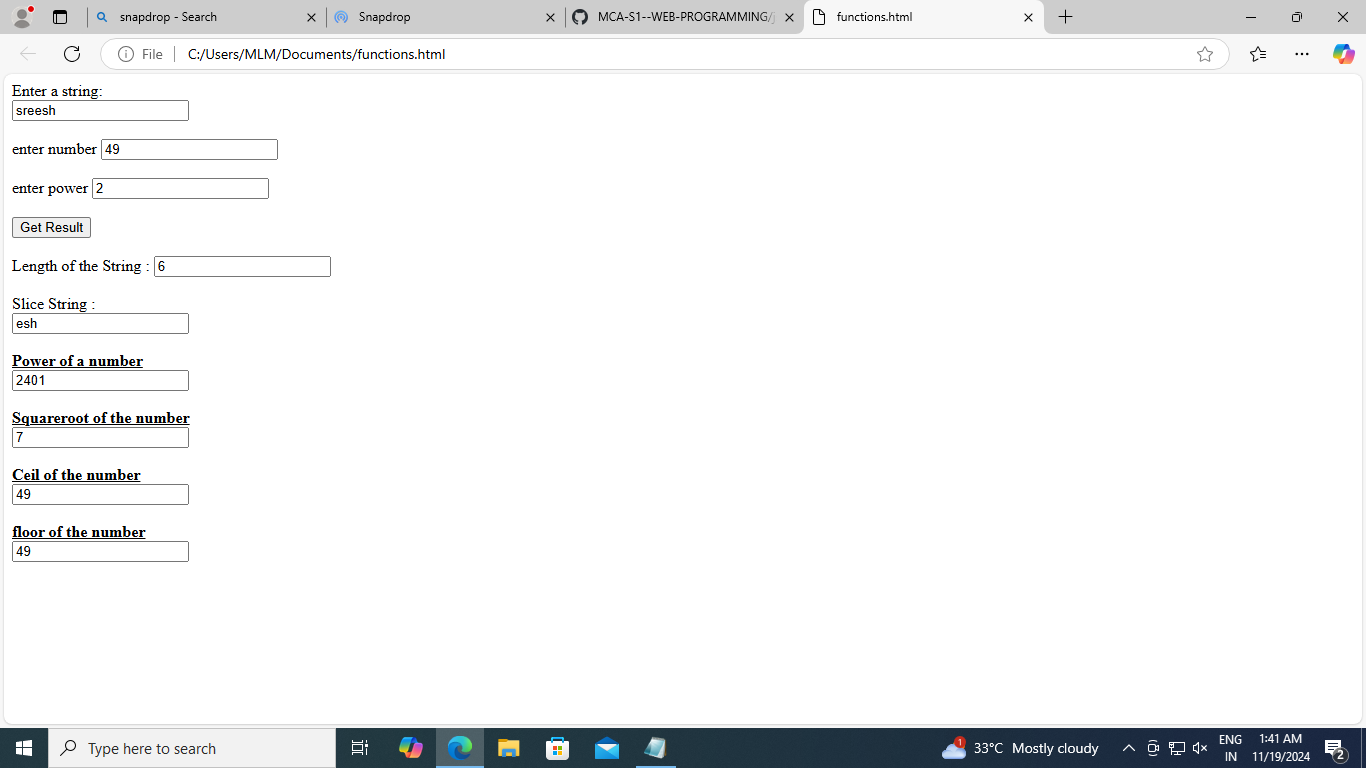 snapdrop - Search
Snapdrop
MCA-S1--WEB-PROGRAMMING/
functions.html
File
C:/Users/MLM/Documents/functions.html
Enter a string:
sreesh
enter number 49
enter power 2
Get Result
Length of the String : 6
Slice String :
esh
Power of a number
2401
Squareroot of the number
7
Ceil of the number
49
floor of the number
49
Type here to search
1
33°C Mostly cloudy
ENG
IN
1:41 AM
11/19/2024
2